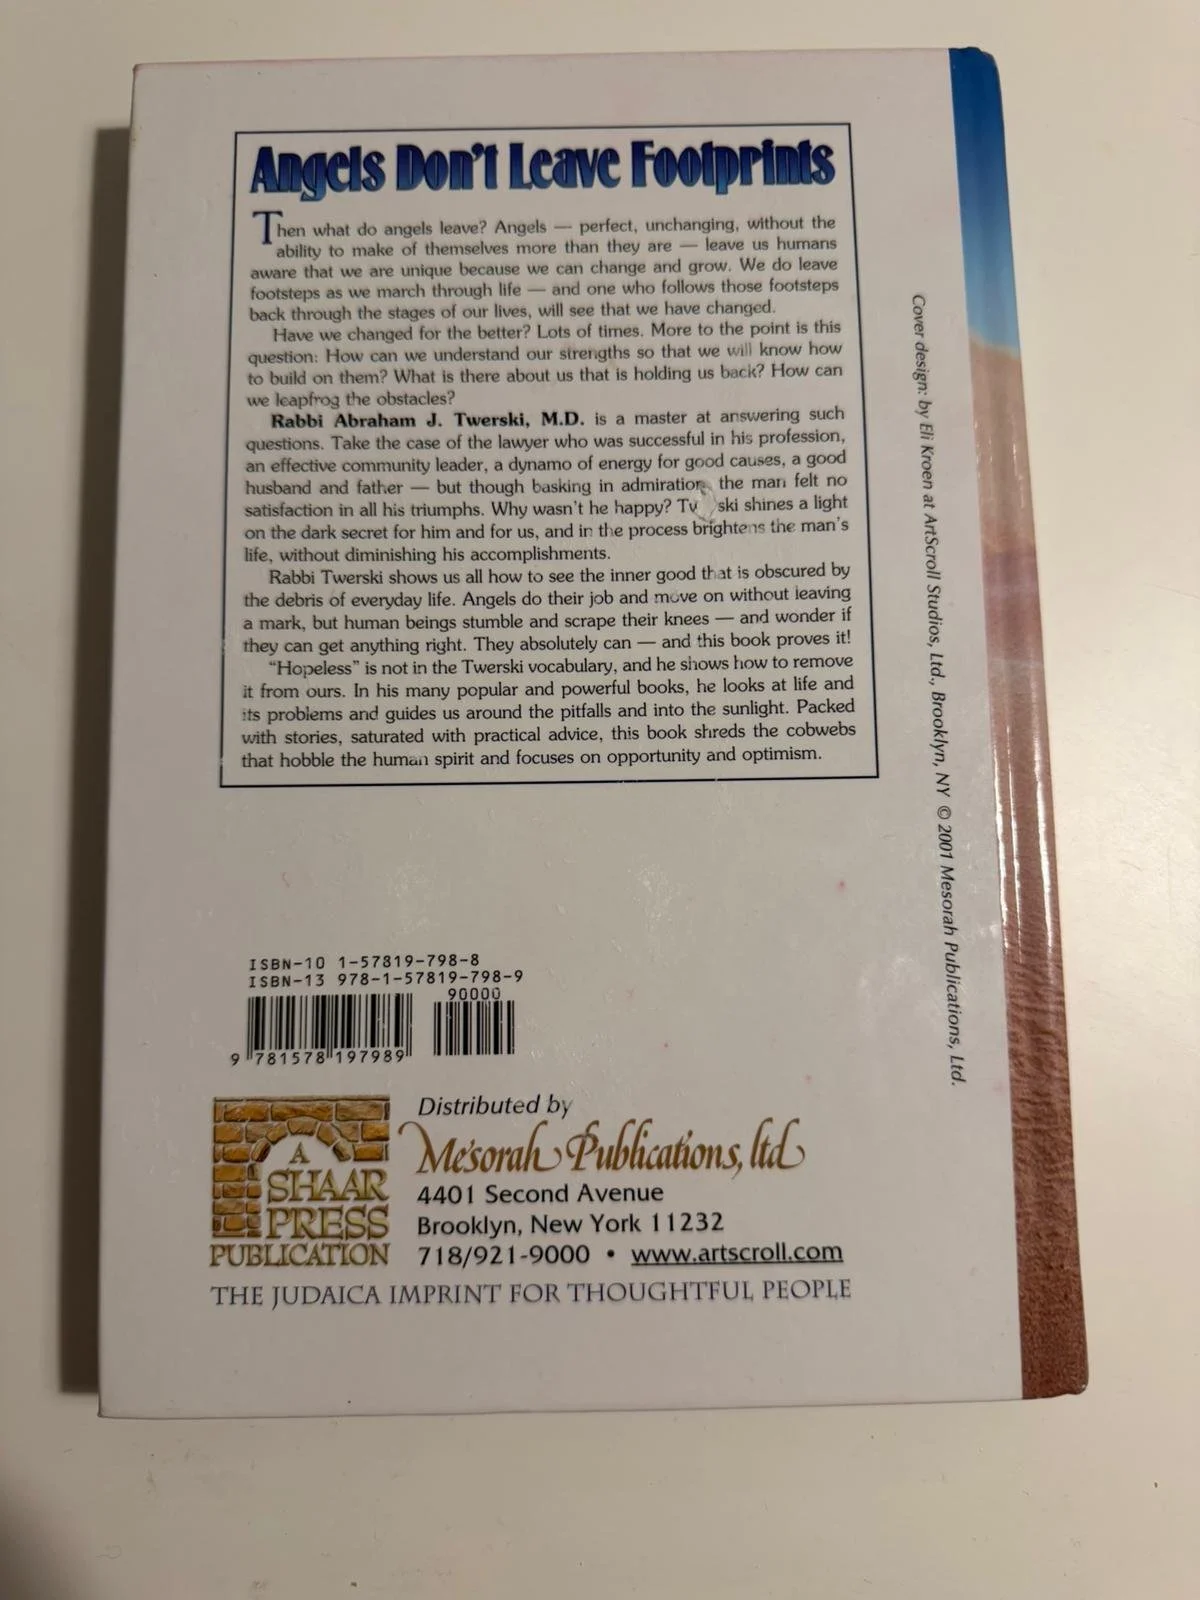 Angels Don't Leave Footprints
Then what do angels leave? Angels — perfect, unchanging, without the
ability to make of themselves more than they are — leave us humans
aware that we are unique because we can change and grow. We do leave
footsteps as we march through life — and one who follows those footsteps
back through the stages of our lives, will see that we have changed.
Have we changed for the better? Lots of times. More to the point is this
question: How can we understand our strengths so that we will know how
to build on them? What is there about us that is holding us back? How can
we leapfrog the obstacles?
Rabbi Abraham J. Twerski, M.D. is a master at answering such
questions. Take the case of the lawyer who was successful in his profession,
an effective community leader, a dynamo of energy for good causes, a good
husband and father — but though basking in admiration, the man felt no
satisfaction in all his triumphs. Why wasn't he happy? Tw ski shines a light
on the dark secret for him and for us, and in the process brightens the man's
life, without diminishing his accomplishments.
Rabbi Twerski shows us all how to see the inner good that is obscured by
the debris of everyday life. Angels do their job and move on without leaving
a mark, but human beings stumble and scrape their knees — and wonder if
they can get anything right. They absolutely can — and this book proves it!
"Hopeless" is not in the Twerski vocabulary, and he shows how to remove
it from ours. In his many popular and powerful books, he looks at life and
its problems and guides us around the pitfalls and into the sunlight. Packed
with stories, saturated with practical advice, this book shreds the cobwebs
that hobble the human spirit and focuses on opportunity and optimism.
Cover design: by Eli Kroen at ArtScroll Studios, Ltd., Brooklyn, NY © 2001 Mesorah Publications, Ltd.
ISBN-10 1-57819-798-8
ISBN-13 978-1-57819-798-9
90000
9 781578 197989
A
SHAAR
PRESS
PUBLICATION
Distributed by
Mesorah Publications, ltd
4401 Second Avenue
Brooklyn, New York 11232
718/921-9000 • www.artscroll.com
THE JUDAICA IMPRINT FOR THOUGHTFUL PEOPLE